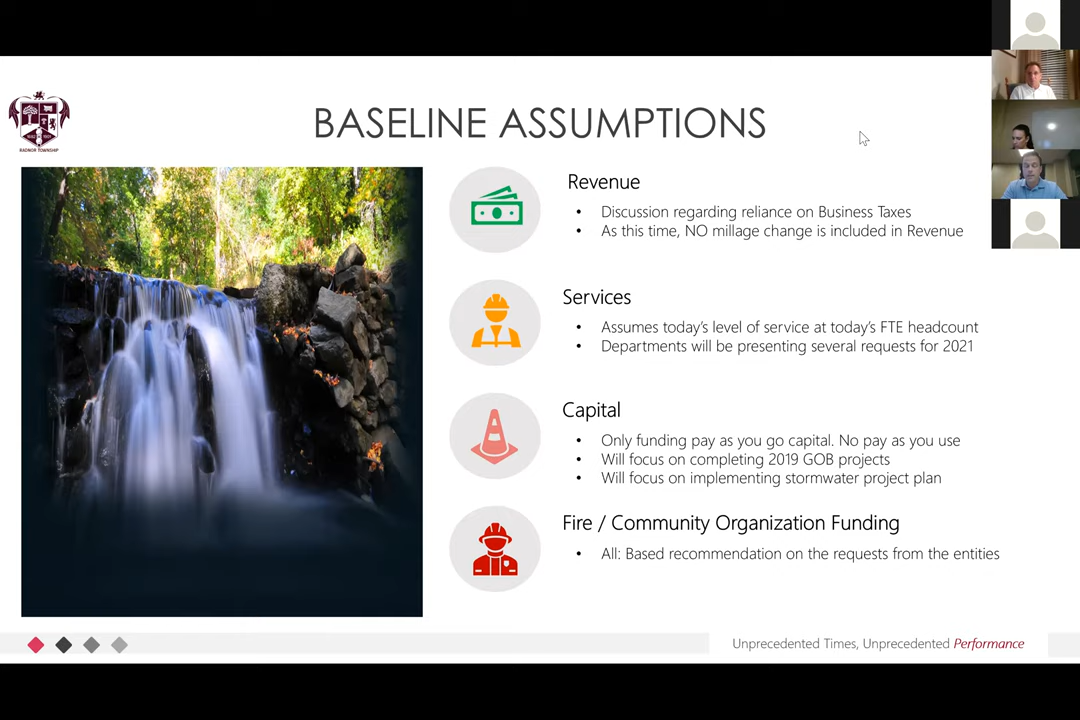 RADNOR TOWNSHIP
BASELINE ASSUMPTIONS
Revenue
• Discussion regarding reliance on Business Taxes
• As this time, NO millage change is included in Revenue
Services
• Assumes today's level of service at today's FTE headcount
• Departments will be presenting several requests for 2021
Capital
• Only funding pay as you go capital. No pay as you use
• Will focus on completing 2019 GOB projects
• Will focus on implementing stormwater project plan
Fire / Community Organization Funding
• All: Based recommendation on the requests from the entities
Unprecedented Times, Unprecedented Performance